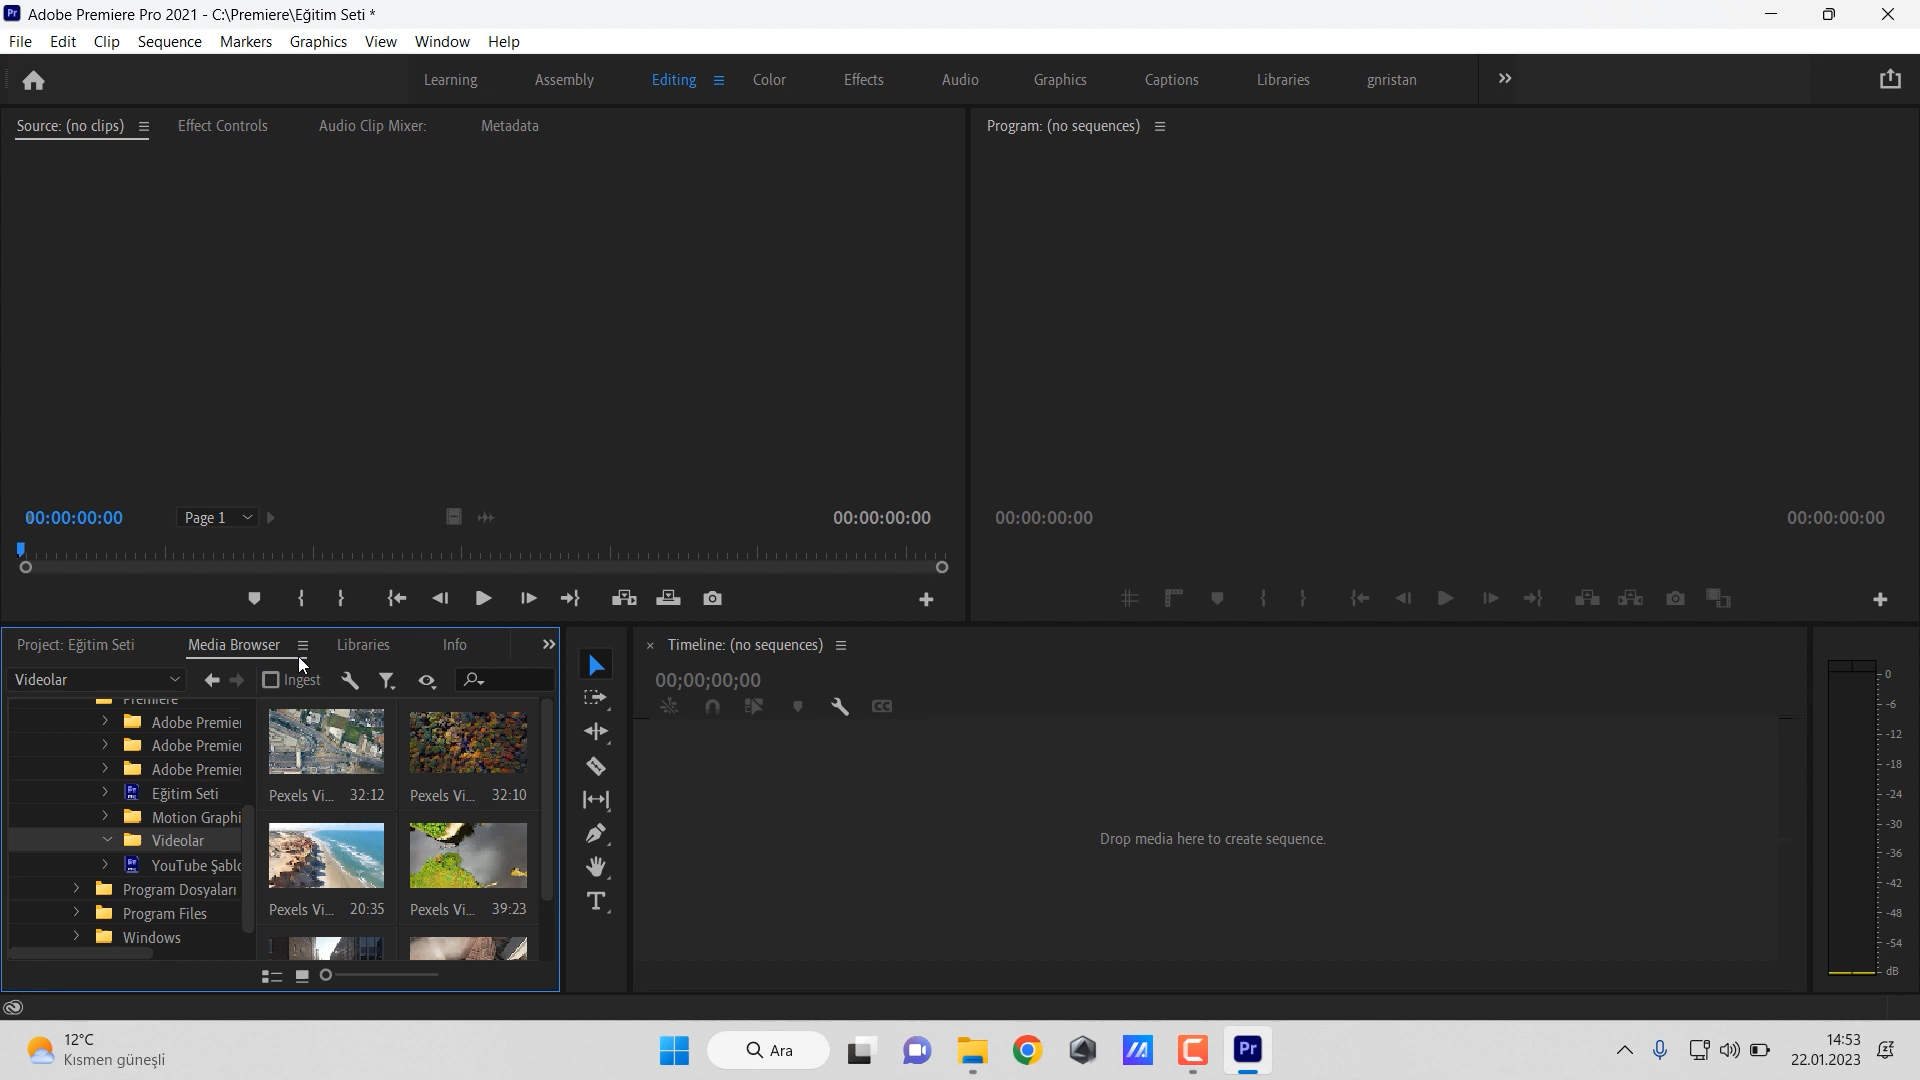 Adobe Premiere Pro 2021 - C:\Premiere\Eğitim Seti *
File Edit Clip Sequence Markers Graphics View Window Help
Learning Assembly Editing Color Effects Audio Graphics Captions Libraries gnristan
Source: (no clips) Effect Controls Audio Clip Mixer: Metadata
Program: (no sequences)
00:00:00:00 Page 1 00:00:00:00
00:00:00:00 00:00:00:00
Project: Eğitim Seti Media Browser Libraries Info
Videolar Ingest
Premiere
Adobe Premier
Adobe Premier
Adobe Premier
Eğitim Seti
Motion Graphi
Videolar
YouTube Şablo
Program Dosyaları
Program Files
Windows
Pexels Vi... 32:12 Pexels Vi... 32:10
Pexels Vi... 20:35 Pexels Vi... 39:23
Timeline: (no sequences)
00;00;00;00
CC
Drop media here to create sequence.
0
-6
-12
-18
-24
-30
-36
-42
-48
-54
dB
12°C
Kısmen güneşli
Ara
Pr
14:53
22.01.2023